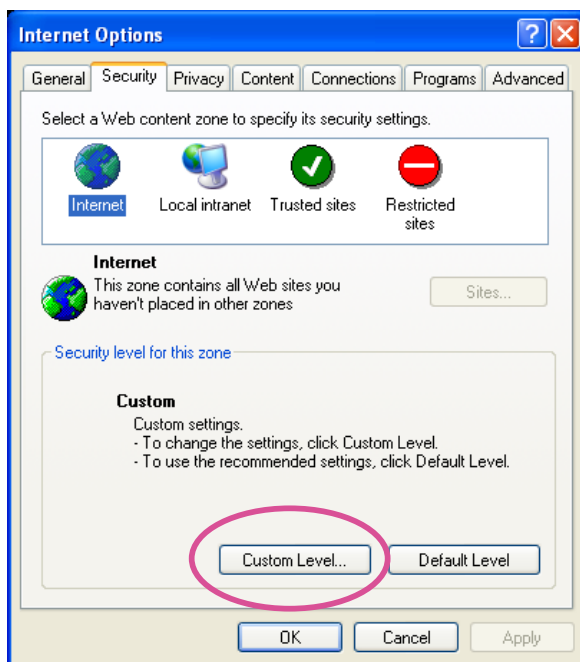 Internet Options
General Security Privacy Content Connections Programs Advanced
Select a Web content zone to specify its security settings.
Internet Local intranet Trusted sites Restricted
sites
Internet
This zone contains all Web sites you
haven't placed in other zones
Sites...
Security level for this zone
Custom
Custom settings.
- To change the settings, click Custom Level.
- To use the recommended settings, click Default Level.
Custom Level... Default Level
OK Cancel Apply